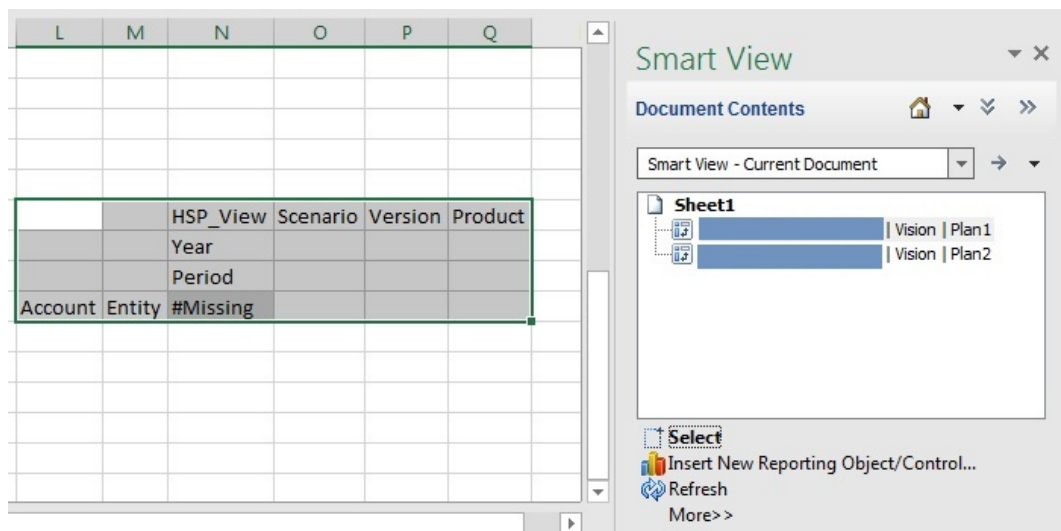 L M N O P Q
HSP_View Scenario Version Product
Year
Period
Account Entity #Missing
Smart View
Document Contents
Smart View - Current Document
Sheet1
| Vision | Plan1
| Vision | Plan2
Select
Insert New Reporting Object/Control...
Refresh
More>>